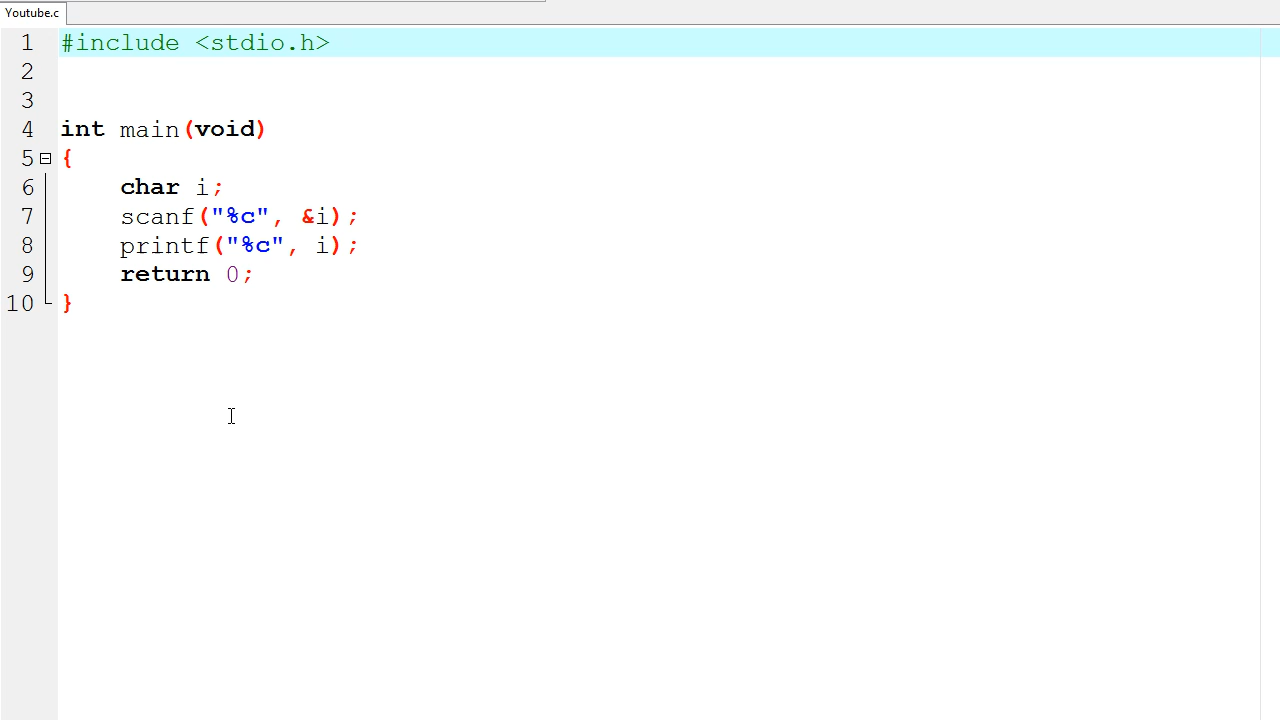 Youtube.c
1 #include <stdio.h>
2
3
4 int main(void)
5 {
6     char i;
7     scanf("%c", &i);
8     printf("%c", i);
9     return 0;
10 }